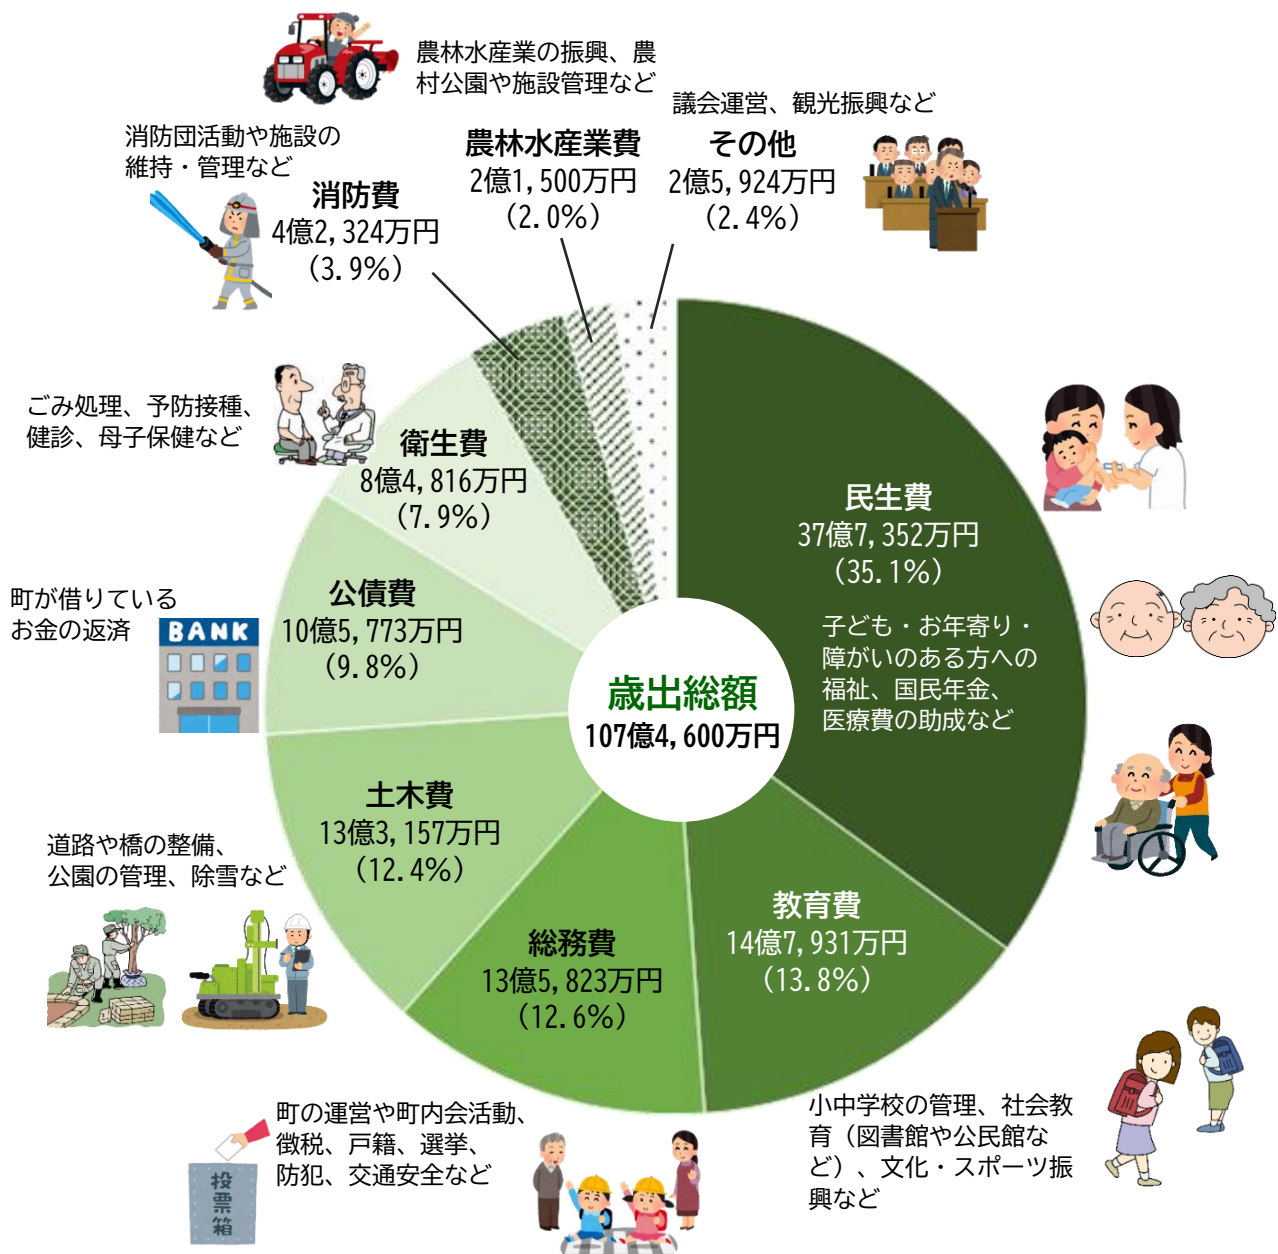 農林水産業の振興、農
村公園や施設管理など
議会運営、観光振興など
消防団活動や施設の
維持・管理など
農林水産業費
2億1,500万円
(2.0%)
その他
2億5,924万円
(2.4%)
消防費
4億2,324万円
(3.9%)
ごみ処理、予防接種、
健診、母子保健など
衛生費
8億4,816万円
(7.9%)
民生費
37億7,352万円
(35.1%)
子ども・お年寄り・
障がいのある方への
福祉、国民年金、
医療費の助成など
町が借りている
お金の返済
BANK
公債費
10億5,773万円
(9.8%)
歳出総額
107億4,600万円
土木費
13億3,157万円
(12.4%)
道路や橋の整備、
公園の管理、除雪など
教育費
14億7,931万円
(13.8%)
総務費
13億5,823万円
(12.6%)
町の運営や町内会活動、
徴税、戸籍、選挙、
防犯、交通安全など
投票箱
小中学校の管理、社会教
育（図書館や公民館な
ど）、文化・スポーツ振
興など